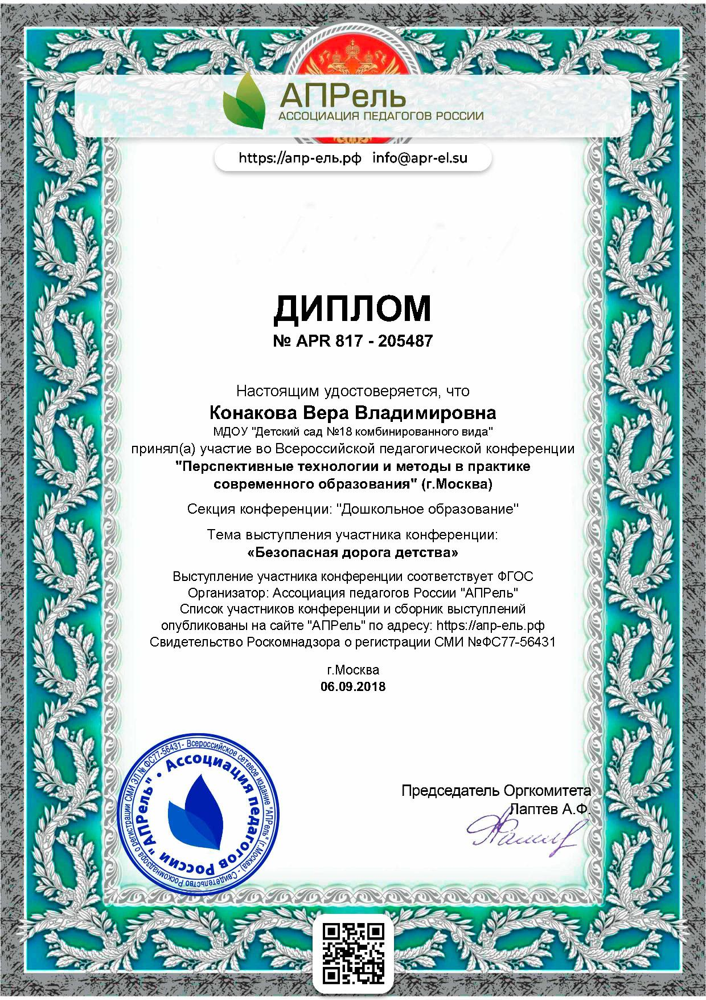 АПРель
АССОЦИАЦИЯ ПЕДАГОГОВ РОССИИ
https://апр-ель.рф info@apr-el.su
ДИПЛОМ
№ APR 817 - 205487
Настоящим удостоверяется, что
Конакова Вера Владимировна
МДОУ "Детский сад №18 комбинированного вида"
принял(а) участие во Всероссийской педагогической конференции
"Перспективные технологии и методы в практике
современного образования" (г.Москва)
Секция конференции: "Дошкольное образование"
Тема выступления участника конференции:
«Безопасная дорога детства»
Выступление участника конференции соответствует ФГОС
Организатор: Ассоциация педагогов России "АПРель"
Список участников конференции и сборник выступлений
опубликованы на сайте "АПРель" по адресу: https://апр-ель.рф
Свидетельство Роскомнадзора о регистрации СМИ №ФС77-56431
г.Москва
06.09.2018
Всероссийское сетевое издание "АПРель" (г.Москва) - Свидетельство Роскомнадзора о регистрации СМИ ЭЛ № ФС77-56431-
Ассоциация педагогов России "АПРель" •
Председатель Оргкомитета
Лаптев А.Ф.